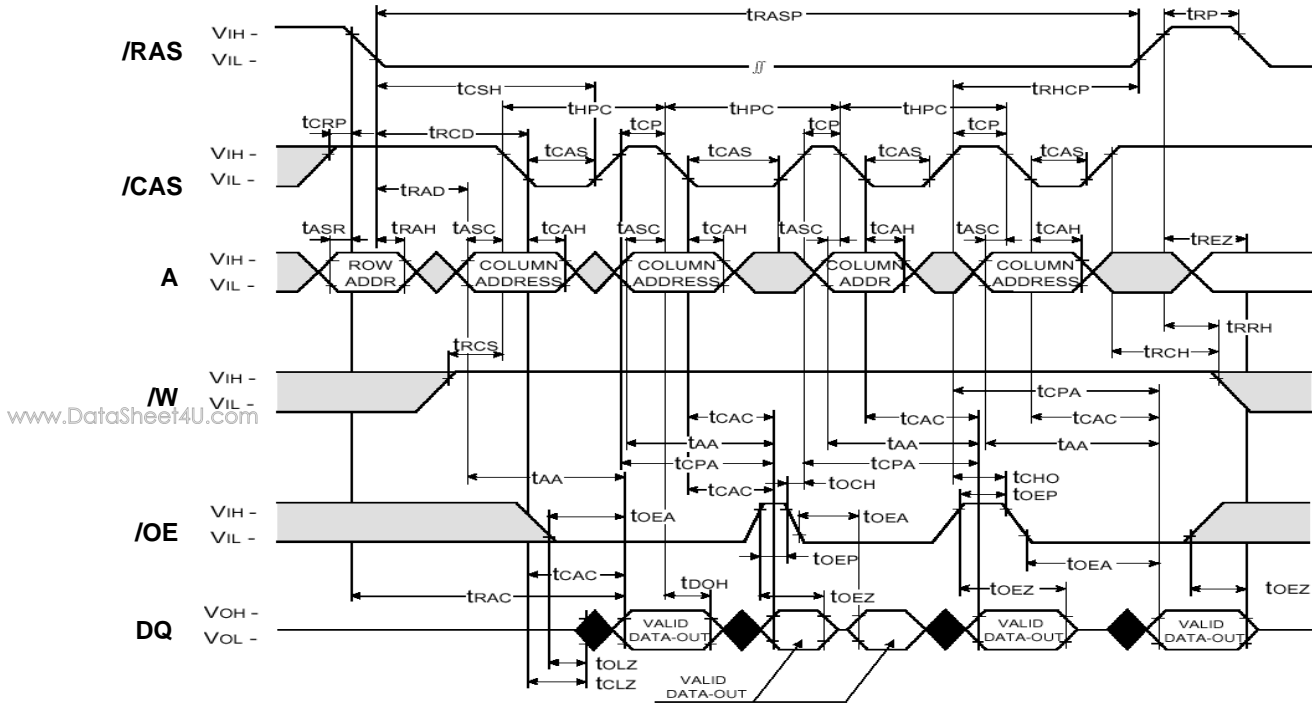 tRASP
tRP
/RAS
VIH -
VIL -
tCSH
tRHCP
tHPC
tHPC
tHPC
tCRP
tRCD
tCP
tCP
tCP
/CAS
VIH -
VIL -
tCAS
tCAS
tCAS
tCAS
tRAD
tASR
tRAH
tASC
tCAH
tASC
tCAH
tASC
tCAH
tASC
tCAH
tREZ
A
VIH -
VIL -
ROW
ADDR
COLUMN
ADDRESS
COLUMN
ADDRESS
COLUMN
ADDR
COLUMN
ADDRESS
tRRH
tRCS
tRCH
/W
VIH -
VIL -
tCPA
www.DataSheet4U.com
tCAC
tCAC
tCAC
tAA
tAA
tAA
tCPA
tCPA
tAA
tCAC
tOCH
tCHO
tOEP
/OE
VIH -
VIL -
tOEA
tOEA
tOEP
tOEA
tCAC
tDOH
tOEZ
tOEZ
tOEZ
tRAC
DQ
VOH -
VOL -
VALID
DATA-OUT
VALID
DATA-OUT
VALID
DATA-OUT
tOLZ
tCLZ
VALID
DATA-OUT